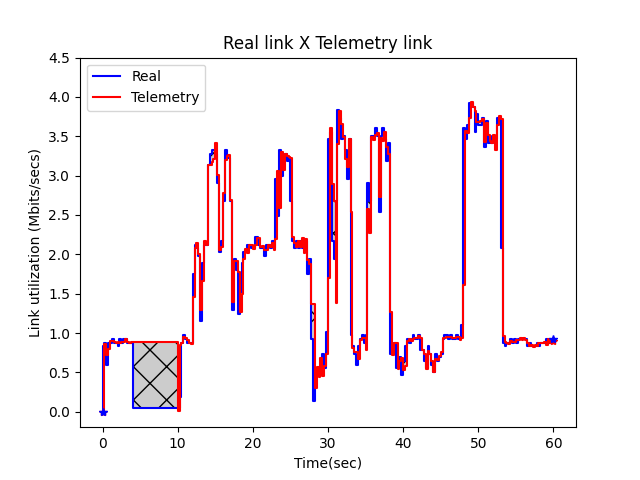 Real link X Telemetry link
Real
Telemetry
Link utilization (Mbits/secs)
4.5
4.0
3.5
3.0
2.5
2.0
1.5
1.0
0.5
0.0
0 10 20 30 40 50 60
Time(sec)